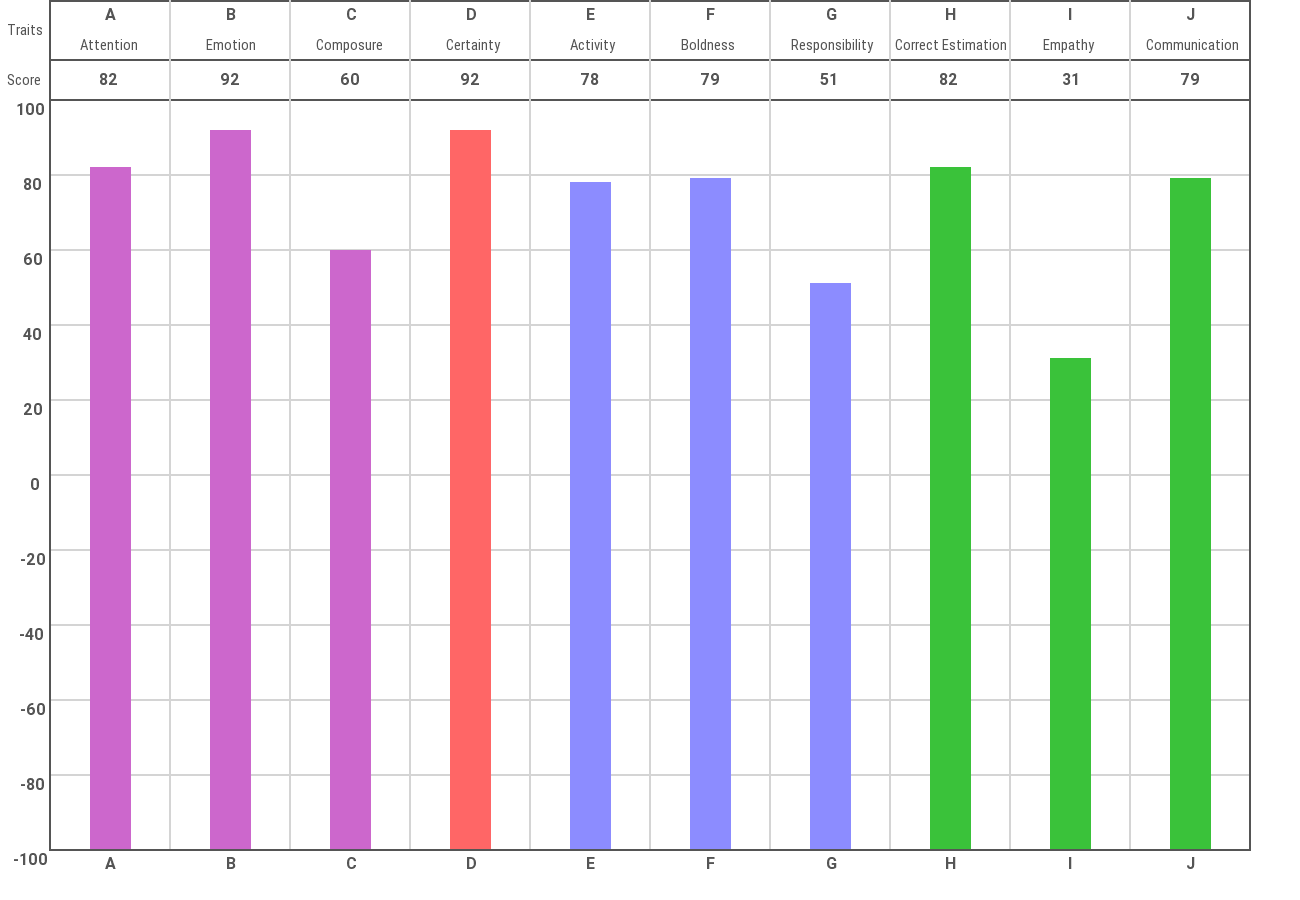 A B C D E F G H I J
Traits
Attention Emotion Composure Certainty Activity Boldness Responsibility Correct Estimation Empathy Communication
Score 82 92 60 92 78 79 51 82 31 79
100
80
60
40
20
0
-20
-40
-60
-80
-100
A B C D E F G H I J